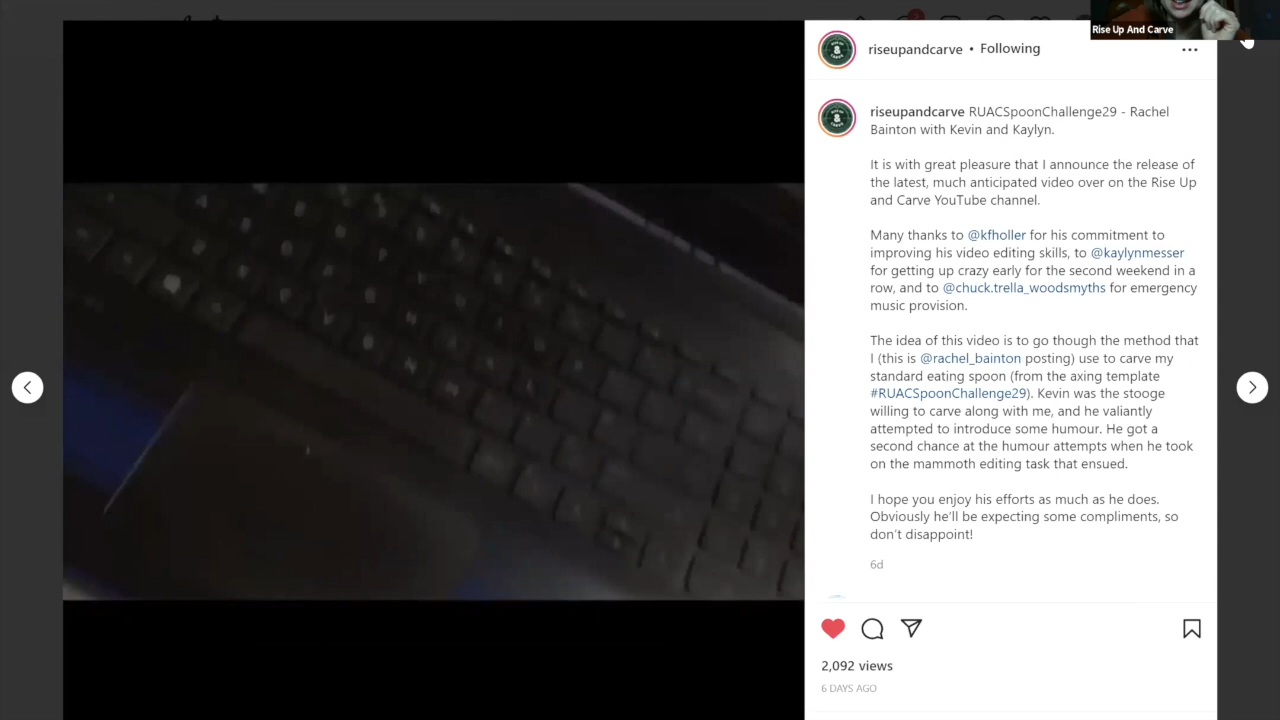 Rise Up And Carve
riseupandcarve • Following
riseupandcarve RUACSpoonChallenge29 - Rachel
Bainton with Kevin and Kaylyn.
It is with great pleasure that I announce the release of
the latest, much anticipated video over on the Rise Up
and Carve YouTube channel.
Many thanks to @kfholler for his commitment to
improving his video editing skills, to @kaylynmesser
for getting up crazy early for the second weekend in a
row, and to @chuck.trella_woodsmyths for emergency
music provision.
The idea of this video is to go though the method that
I (this is @rachel_bainton posting) use to carve my
standard eating spoon (from the axing template
#RUACSpoonChallenge29). Kevin was the stooge
willing to carve along with me, and he valiantly
attempted to introduce some humour. He got a
second chance at the humour attempts when he took
on the mammoth editing task that ensued.
I hope you enjoy his efforts as much as he does.
Obviously he'll be expecting some compliments, so
don't disappoint!
6d
2,092 views
6 DAYS AGO